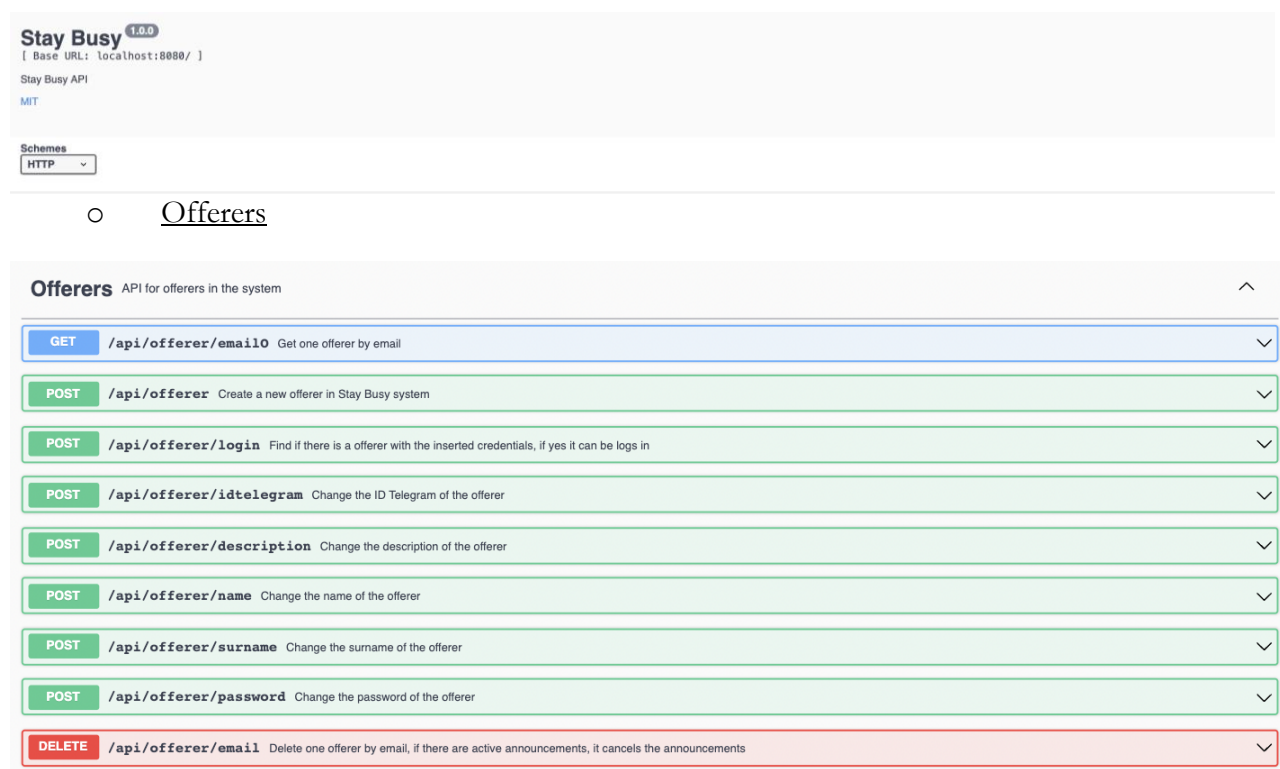 Stay Busy 1.0.0
[ Base URL: localhost:8080/ ]
Stay Busy API
MIT
Schemes
HTTP
o Offerers
Offerers API for offerers in the system
GET /api/offerer/emailO Get one offerer by email
POST /api/offerer Create a new offerer in Stay Busy system
POST /api/offerer/login Find if there is a offerer with the inserted credentials, if yes it can be logs in
POST /api/offerer/idtelegram Change the ID Telegram of the offerer
POST /api/offerer/description Change the description of the offerer
POST /api/offerer/name Change the name of the offerer
POST /api/offerer/surname Change the surname of the offerer
POST /api/offerer/password Change the password of the offerer
DELETE /api/offerer/email Delete one offerer by email, if there are active announcements, it cancels the announcements